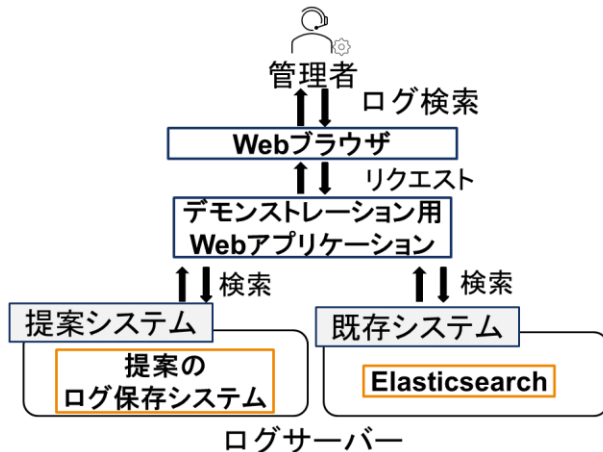 管理者
ログ検索
Webブラウザ
リクエスト
デモンストレーション用
Webアプリケーション
検索
検索
提案システム
既存システム
提案の
ログ保存システム
Elasticsearch
ログサーバー